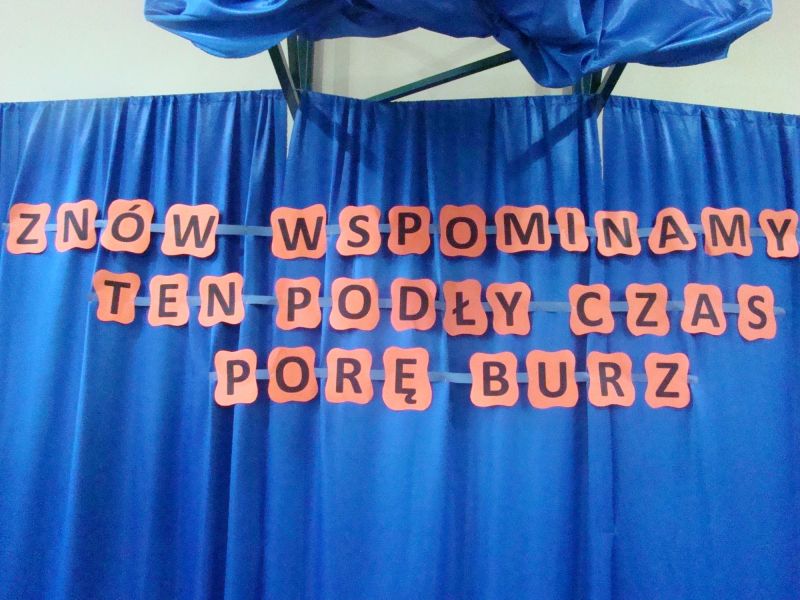 ZNÓW WSPOMINAMY
TEN PODŁY CZAS
PORĘ BURZ